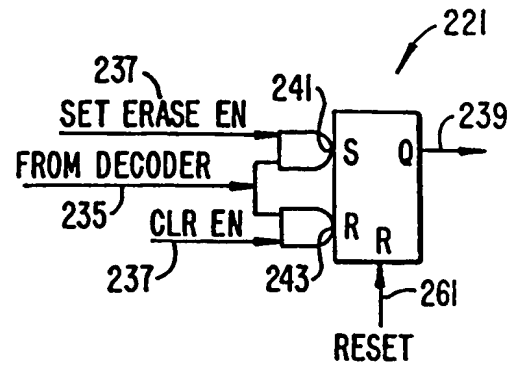 221
237
241
239
SET ERASE EN
S Q
FROM DECODER
235
CLR EN
R
R
237
243
261
RESET